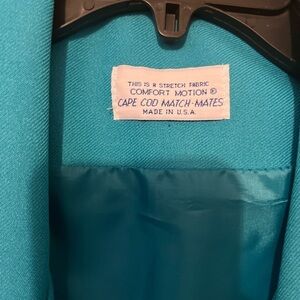 THIS IS A STRETCH FABRIC
COMFORT MOTION ®
CAPE COD MATCH-MATES
MADE IN U.S.A.